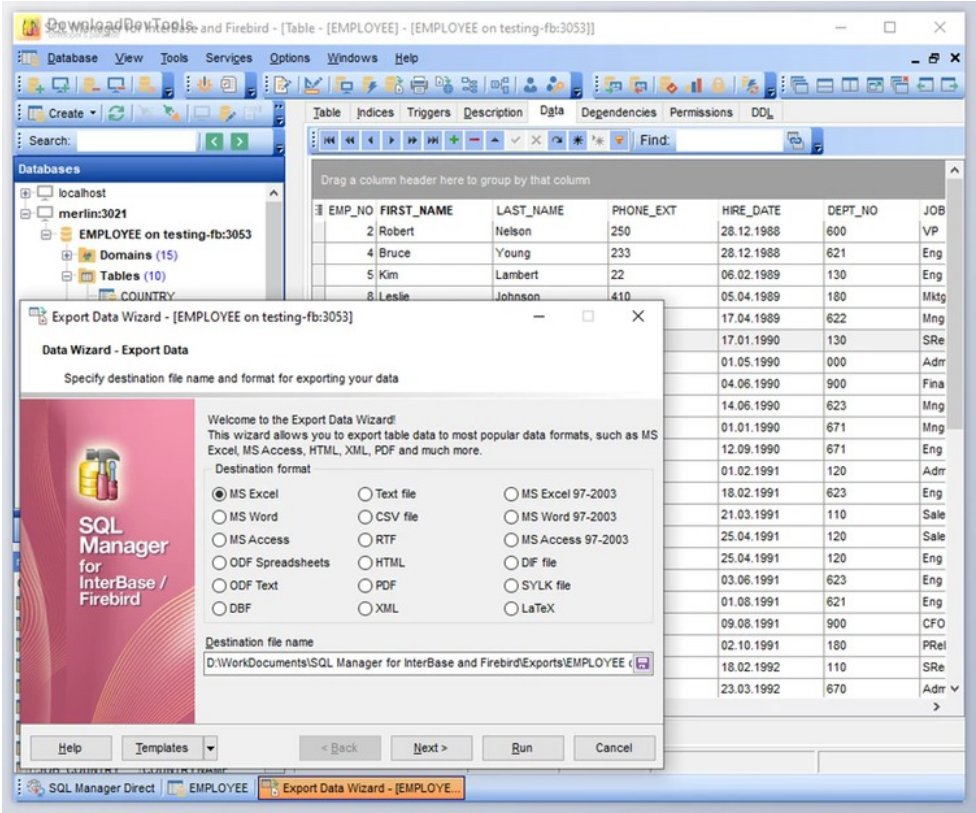 DownloadDevTools
SQL Manager for InterBase and Firebird - [Table - [EMPLOYEE] - [EMPLOYEE on testing-fb:3053]]
Database View Tools Services Options Windows Help
Create
Table Indices Triggers Description Data Dependencies Permissions DDL
Search:
Find:
Databases
localhost
merlin:3021
EMPLOYEE on testing-fb:3053
Domains (15)
Tables (10)
COUNTRY
Drag a column header here to group by that column
EMP_NO FIRST_NAME LAST_NAME PHONE_EXT HIRE_DATE DEPT_NO JOB
2 Robert Nelson 250 28.12.1988 600 VP
4 Bruce Young 233 28.12.1988 621 Eng
5 Kim Lambert 22 06.02.1989 130 Eng
8 Leslie Johnson 410 05.04.1989 180 Mktg
17.04.1989 622 Mng
17.01.1990 130 SRe
01.05.1990 000 Adm
04.06.1990 900 Fina
14.06.1990 623 Mng
01.01.1990 671 Mng
12.09.1990 671 Eng
01.02.1991 120 Adm
18.02.1991 623 Eng
21.03.1991 110 Sale
25.04.1991 120 Sale
25.04.1991 120 Eng
03.06.1991 623 Eng
01.08.1991 621 Eng
09.08.1991 900 CFO
02.10.1991 180 PRel
18.02.1992 110 SRe
23.03.1992 670 Adm
Export Data Wizard - [EMPLOYEE on testing-fb:3053]
Data Wizard - Export Data
Specify destination file name and format for exporting your data
SQL
Manager
for
InterBase /
Firebird
Welcome to the Export Data Wizard!
This wizard allows you to export table data to most popular data formats, such as MS
Excel, MS Access, HTML, XML, PDF and much more.
Destination format
MS Excel Text file MS Excel 97-2003
MS Word CSV file MS Word 97-2003
MS Access RTF MS Access 97-2003
ODF Spreadsheets HTML DIF file
ODF Text PDF SYLK file
DBF XML LaTeX
Destination file name
D:\WorkDocuments\SQL Manager for InterBase and Firebird\Exports\EMPLOYEE
Help Templates < Back Next > Run Cancel
JOB_COUNTRY COUNTRYNAME
SQL Manager Direct EMPLOYEE Export Data Wizard - [EMPLOYE...